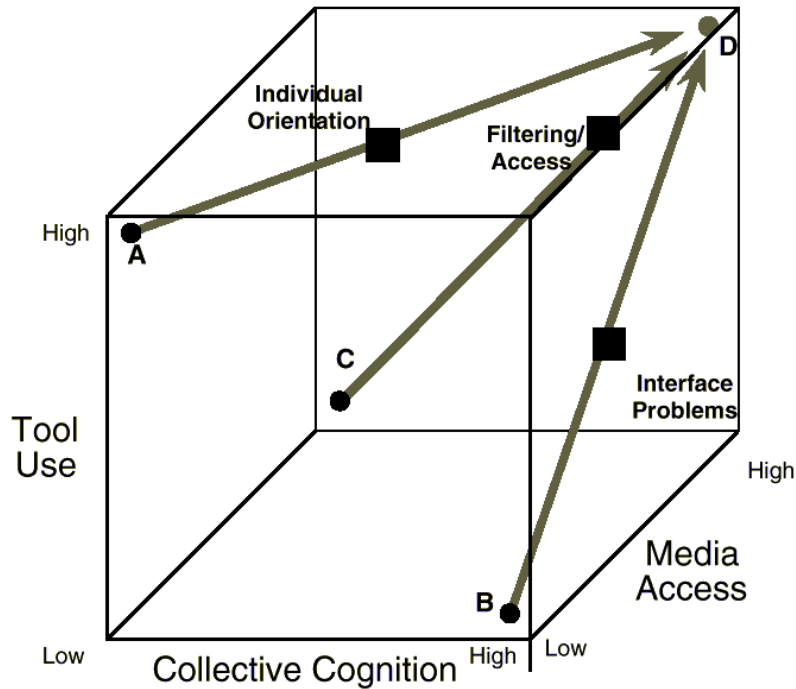 D
Individual
Orientation
Filtering/
Access
High
A
C
Interface
Problems
Tool
Use
High
Media
Access
B
Low
High
Low
Collective Cognition